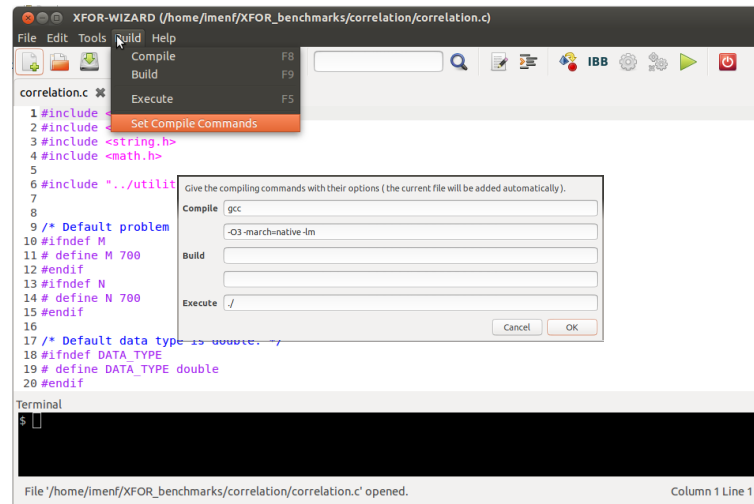 XFOR-WIZARD (/home/imenf/XFOR_benchmarks/correlation/correlation.c)
File Edit Tools Build Help
Compile F8
Build F9
Execute F5
Set Compile Commands
IBB
correlation.c
1 #include <
2 #include <
3 #include <string.h>
4 #include <math.h>
5
6 #include "../utilit
7
8
9 /* Default problem
10 #ifndef M
11 # define M 700
12 #endif
13 #ifndef N
14 # define N 700
15 #endif
16
17 /* Default data type is double. */
18 #ifndef DATA_TYPE
19 # define DATA_TYPE double
20 #endif
Give the compiling commands with their options ( the current file will be added automatically ).
Compile gcc
-O3 -march=native -lm
Build
Execute ./
Cancel OK
Terminal
$
File '/home/imenf/XFOR_benchmarks/correlation/correlation.c' opened.
Column 1 Line 1